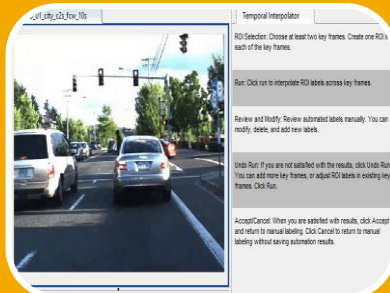 _u1_city_c2s_fcw_10s
Temporal Interpolator
ROI Selection: Choose at least two key frames. Create one ROI
each of the key frames.
Run: Click run to interpolate ROI labels across key frames.
Review and Modify: Review automated labels manually. You can
modify, delete, and add new labels.
Undo Run: If you are not satisfied with the results, click Undo Run.
You can add more key frames, or adjust ROI labels in existing key
frames. Click Run.
Accept/Cancel: When you are satisfied with results, click Accept
and return to manual labeling. Click Cancel to return to manual
labeling without saving automation results.